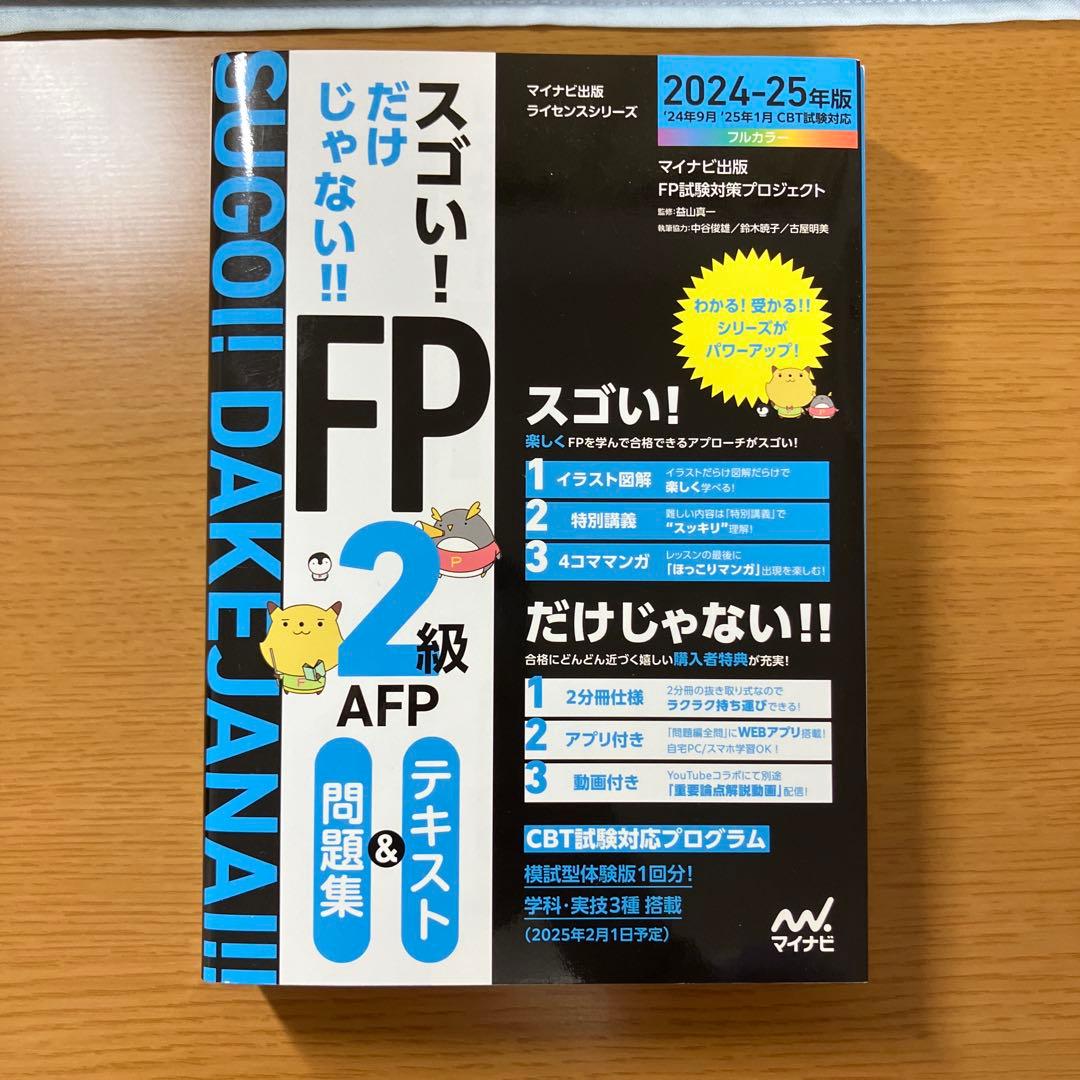 SUGO!! DAKEJANAI!!
スゴい!
だけ
じゃない!!
FP
2級
AFP
テキスト
&
問題集
P
F
マイナビ出版
ライセンスシリーズ
2024-25年版
'24年9月 '25年1月 CBT試験対応
フルカラー
マイナビ出版
FP試験対策プロジェクト
監修:益山真一
執筆協力:中谷俊雄/鈴木暁子/古屋明美
わかる! 受かる!!
シリーズが
パワーアップ!
P
スゴい!
楽しくFPを学んで合格できるアプローチがスゴい!
1 イラスト図解 イラストだらけ図解だらけで
楽しく学べる!
2 特別講義 難しい内容は「特別講義」で
“スッキリ”理解!
3 4コママンガ レッスンの最後に
「ほっこりマンガ」出現を楽しむ!
だけじゃない!!
合格にどんどん近づく嬉しい購入者特典が充実!
1 2分冊仕様 2分冊の抜き取り式なので
ラクラク持ち運びできる!
2 アプリ付き 「問題編全問」にWEBアプリ搭載!
自宅PC/スマホ学習OK!
3 動画付き YouTubeコラボにて別途
「重要論点解説動画」配信!
CBT試験対応プログラム
模試型体験版1回分!
学科・実技3種 搭載
(2025年2月1日予定)
マイナビ